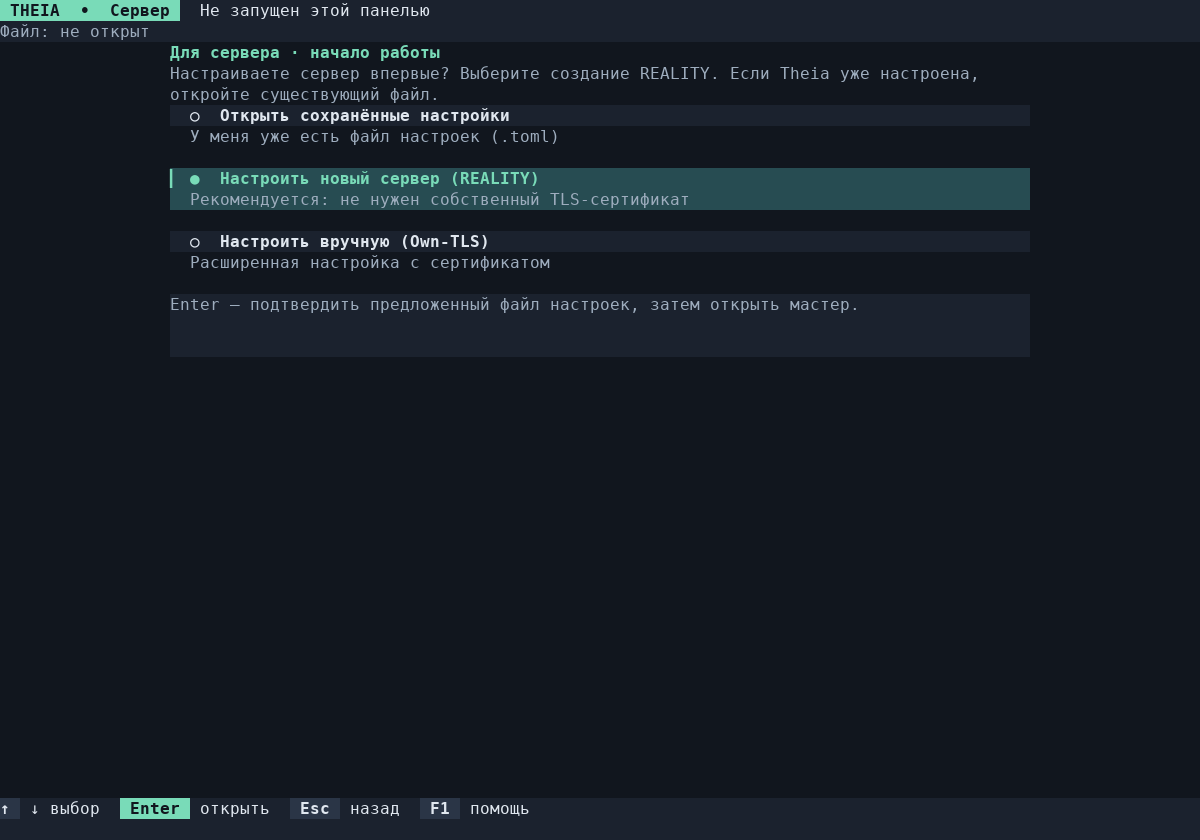 THEIA • Сервер Не запущен этой панелью
Файл: не открыт
Для сервера · начало работы
Настраиваете сервер впервые? Выберите создание REALITY. Если Theia уже настроена,
откройте существующий файл.
○ Открыть сохранённые настройки
У меня уже есть файл настроек (.toml)
● Настроить новый сервер (REALITY)
Рекомендуется: не нужен собственный TLS-сертификат
○ Настроить вручную (Own-TLS)
Расширенная настройка с сертификатом
Enter — подтвердить предложенный файл настроек, затем открыть мастер.
↑ ↓ выбор Enter открыть Esc назад F1 помощь